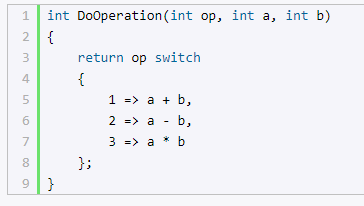 1 int DoOperation(int op, int a, int b)
2 {
3     return op switch
4     {
5         1 => a + b,
6         2 => a - b,
7         3 => a * b
8     };
9 }